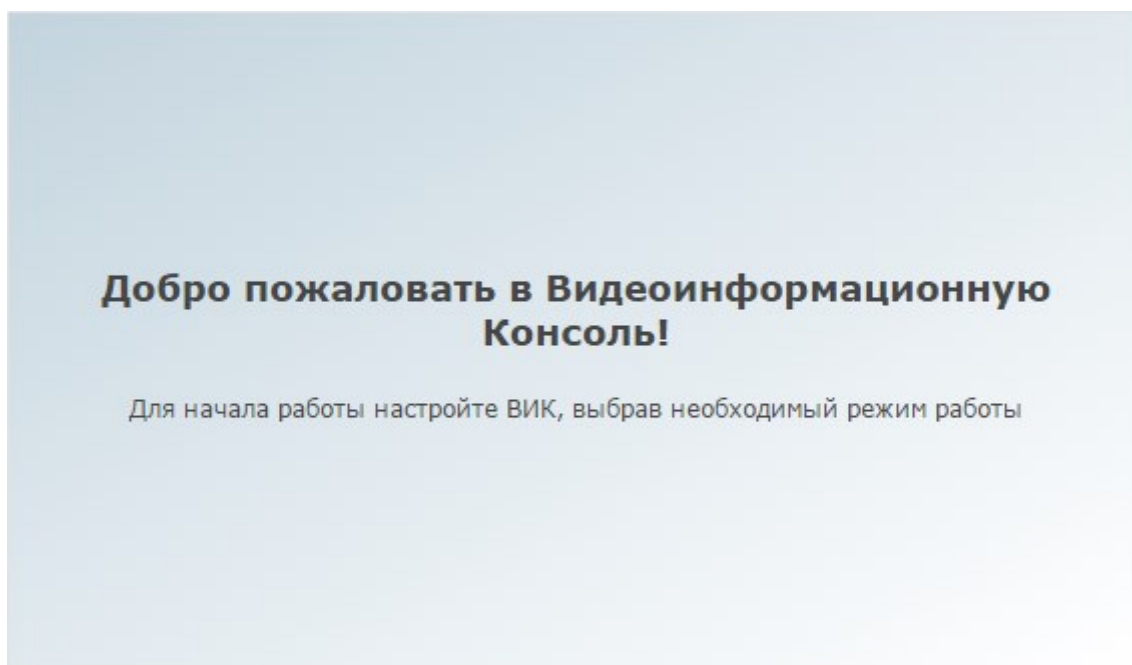 Добро пожаловать в Видеоинформационную
Консоль!
Для начала работы настройте ВИК, выбрав необходимый режим работы